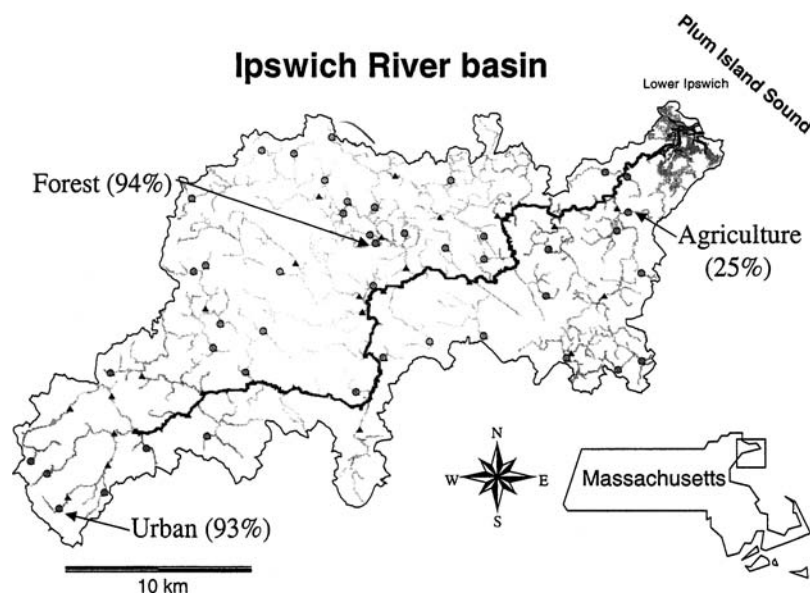 Ipswich River basin
Plum Island Sound
Lower Ipswich
Forest (94%)
Agriculture
(25%)
N
W
E
S
Massachusetts
Urban (93%)
10 km